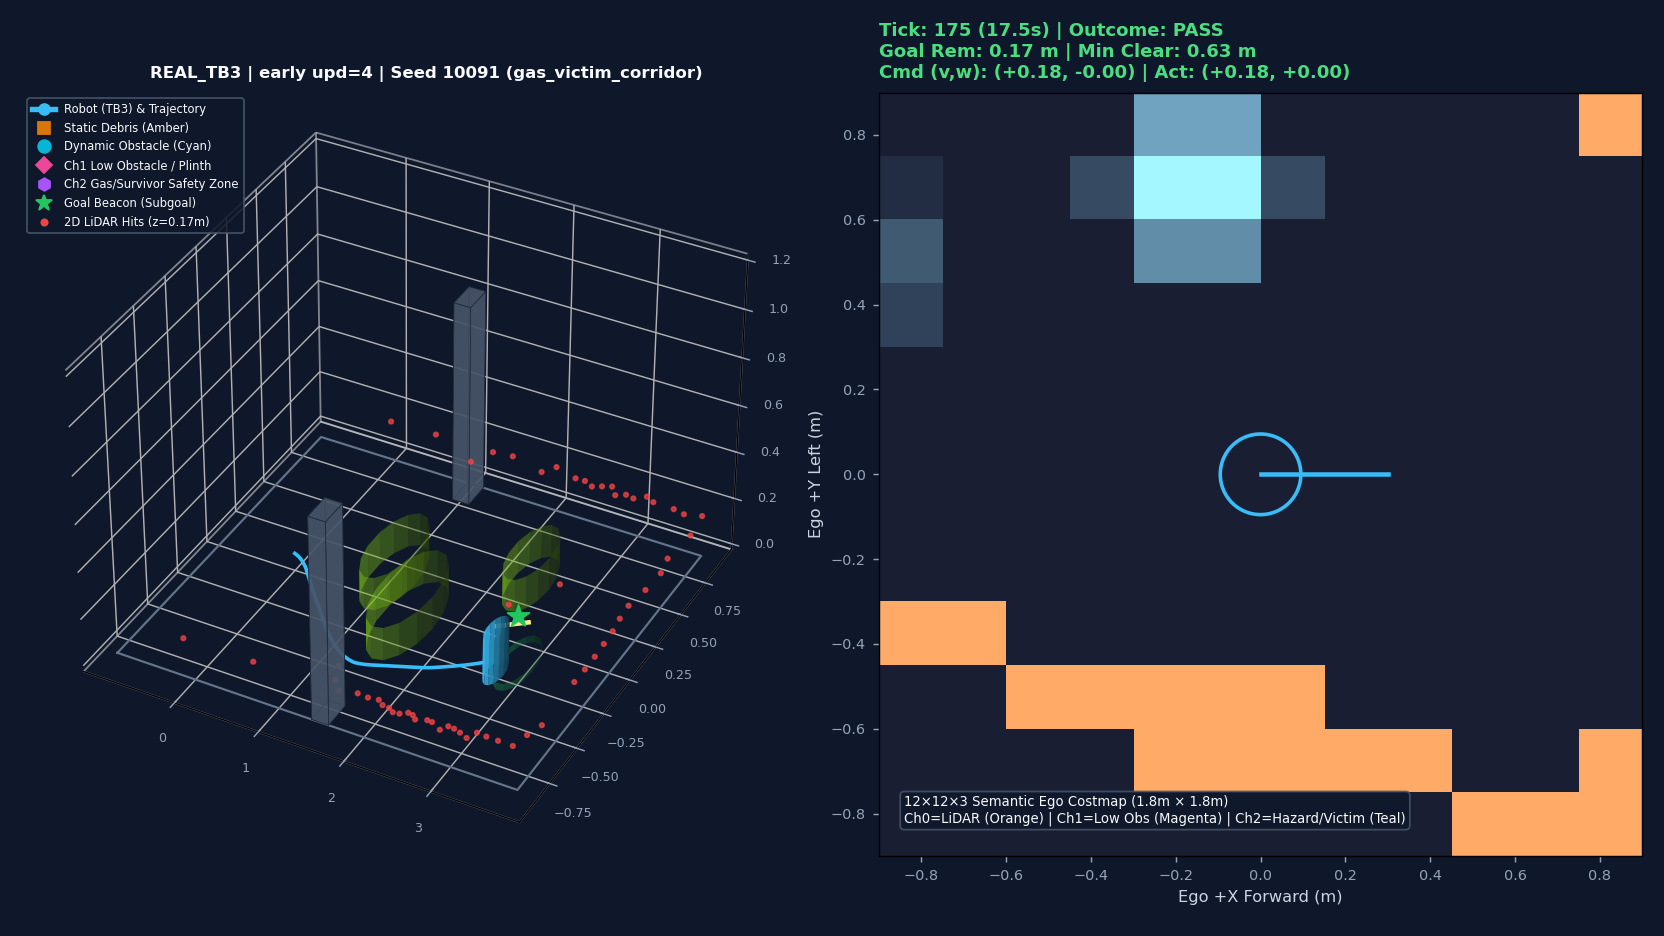 REAL_TB3 | early upd=4 | Seed 10091 (gas_victim_corridor)
Robot (TB3) & Trajectory
Static Debris (Amber)
Dynamic Obstacle (Cyan)
Ch1 Low Obstacle / Plinth
Ch2 Gas/Survivor Safety Zone
Goal Beacon (Subgoal)
2D LiDAR Hits (z=0.17m)
1.2
1.0
0.8
0.6
0.4
0.2
0.0
0.75
0.50
0.25
0.00
−0.25
−0.50
−0.75
0
1
2
3
Tick: 175 (17.5s) | Outcome: PASS
Goal Rem: 0.17 m | Min Clear: 0.63 m
Cmd (v,w): (+0.18, -0.00) | Act: (+0.18, +0.00)
Ego +Y Left (m)
0.8
0.6
0.4
0.2
0.0
−0.2
−0.4
−0.6
−0.8
12×12×3 Semantic Ego Costmap (1.8m × 1.8m)
Ch0=LiDAR (Orange) | Ch1=Low Obs (Magenta) | Ch2=Hazard/Victim (Teal)
−0.8
−0.6
−0.4
−0.2
0.0
0.2
0.4
0.6
0.8
Ego +X Forward (m)